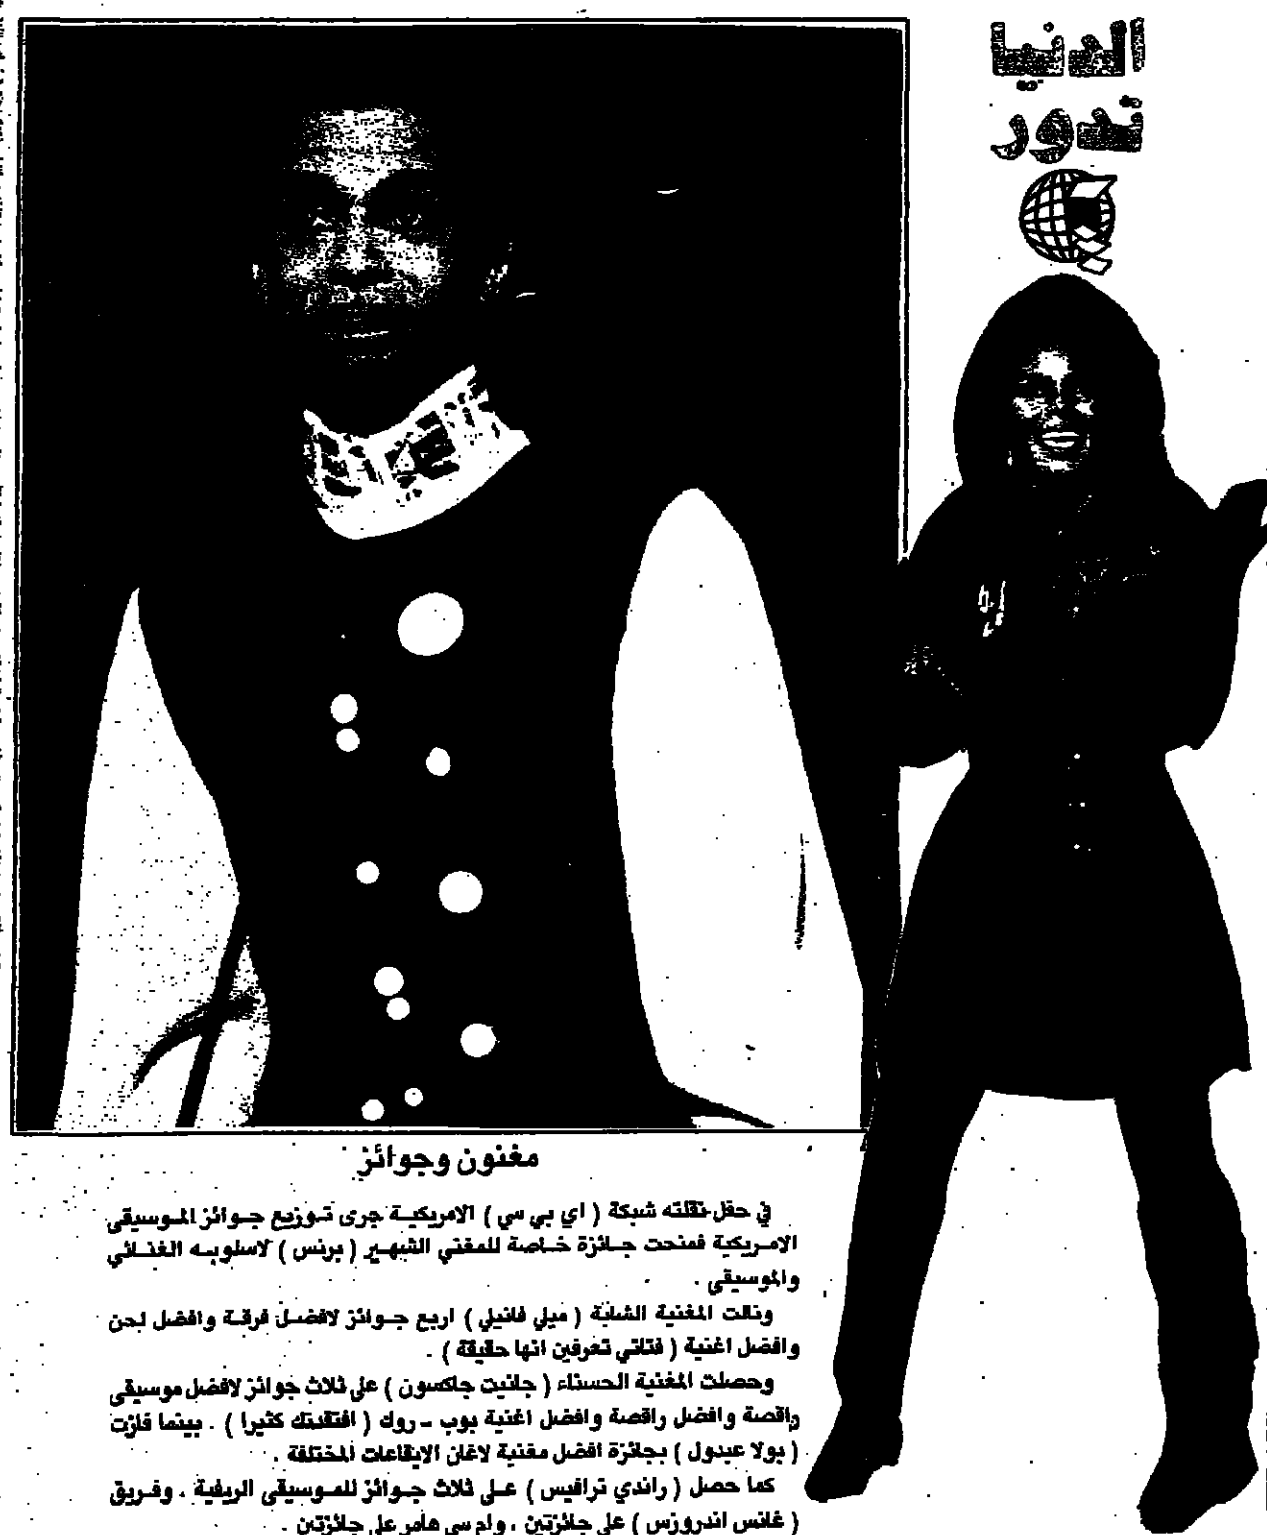 الدنيا
تدور
مغنون وجوائز
في حفل نقلته شبكة ( اي بي سي ) الامريكية جرى توزيع جوائز الموسيقى
الامريكية فمنحت جائزة خاصة للمغني الشهير ( برنس ) لاسلوبه الغنائي
والموسيقي .
ونالت المغنية الشابة ( ميلي فانيلي ) اربع جوائز لافضل فرقة وافضل لحن
وافضل اغنية ( فتاتي تعرفين انها حقيقة ) .
وحصلت المغنية الحسناء ( جانيت جاكسون ) على ثلاث جوائز لافضل موسيقى
راقصة وافضل راقصة وافضل اغنية بوب - روك ( افتقدتك كثيرا ) . بينما فازت
( بولا عبدول ) بجائزة افضل مغنية لاغان الايقاعات المختلفة .
كما حصل ( راندي ترافيس ) على ثلاث جوائز للموسيقى الريفية . وفريق
( غانس اندروزس ) على جائزتين ، وام سي هامر على جائزتين .